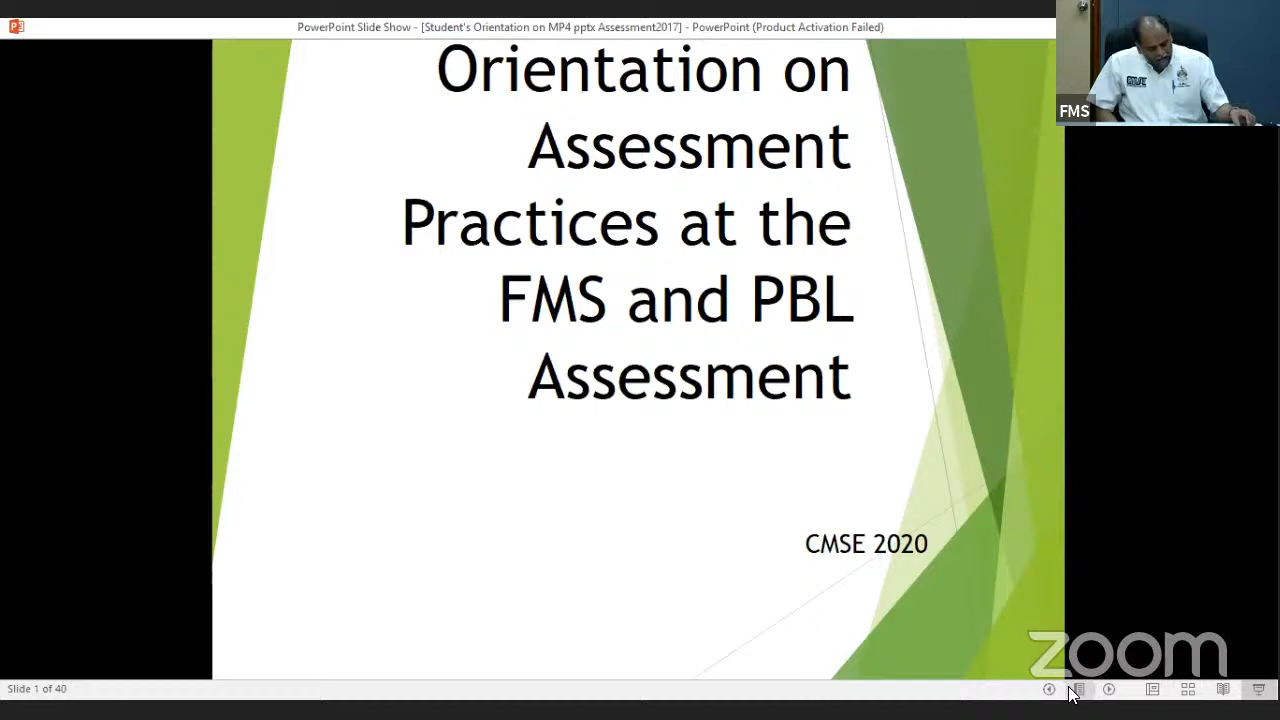 PowerPoint Slide Show - [Student's Orientation on MP4 pptx Assessment2017] - PowerPoint (Product Activation Failed)
FMS
Orientation on
Assessment
Practices at the
FMS and PBL
Assessment
CMSE 2020
zoom
Slide 1 of 40